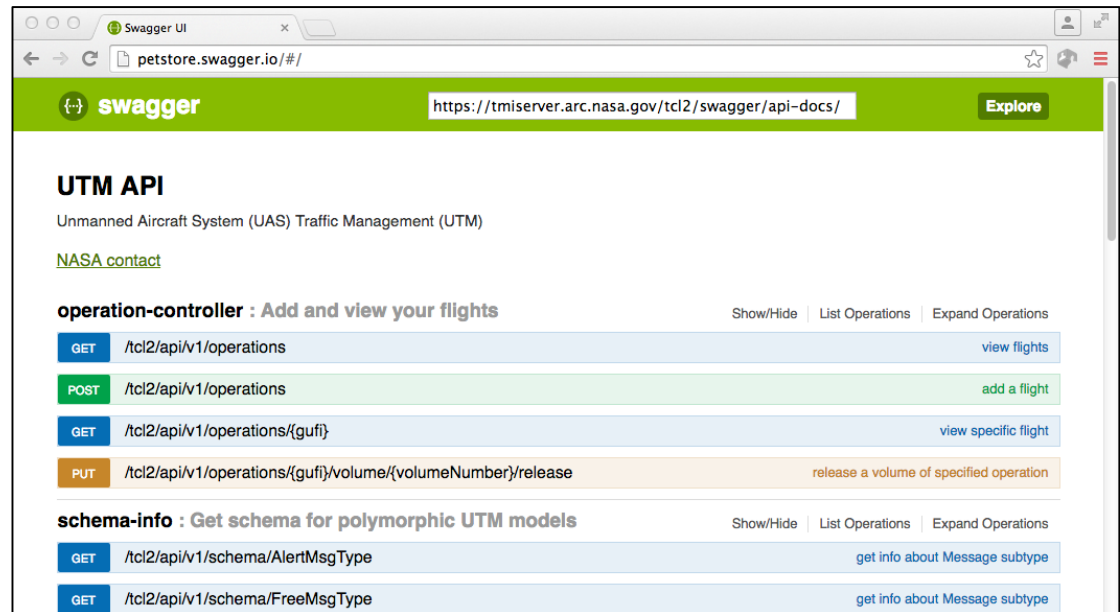 Swagger UI
petstore.swagger.io/#/
{··} swagger https://tmiserver.arc.nasa.gov/tcl2/swagger/api-docs/ Explore
UTM API
Unmanned Aircraft System (UAS) Traffic Management (UTM)
NASA contact
operation-controller : Add and view your flights Show/Hide List Operations Expand Operations
GET /tcl2/api/v1/operations view flights
POST /tcl2/api/v1/operations add a flight
GET /tcl2/api/v1/operations/{gufi} view specific flight
PUT /tcl2/api/v1/operations/{gufi}/volume/{volumeNumber}/release release a volume of specified operation
schema-info : Get schema for polymorphic UTM models Show/Hide List Operations Expand Operations
GET /tcl2/api/v1/schema/AlertMsgType get info about Message subtype
GET /tcl2/api/v1/schema/FreeMsgType get info about Message subtype